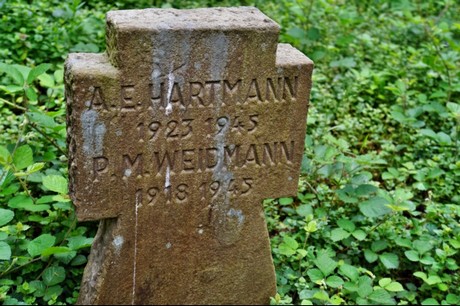 A.E.HARTMANN
1923 1945
P.M.WEIDMANN
1918 1945